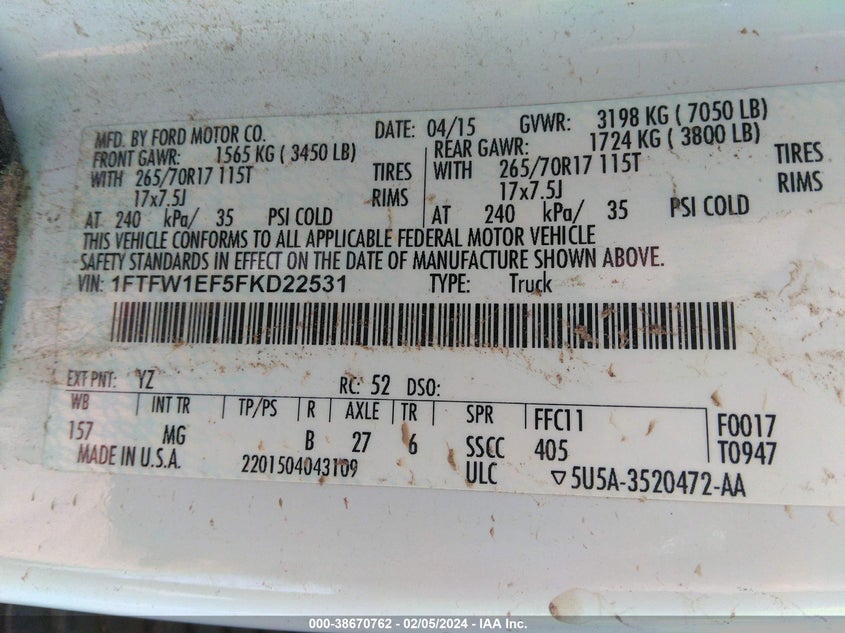 MFD. BY FORD MOTOR CO. DATE: 04/15 GVWR: 3198 KG ( 7050 LB)
FRONT GAWR: 1565 KG ( 3450 LB) REAR GAWR: 1724 KG ( 3800 LB)
WITH 265/70R17 115T TIRES WITH 265/70R17 115T TIRES
17x7.5J RIMS 17x7.5J RIMS
AT 240 kPa/ 35 PSI COLD AT 240 kPa/ 35 PSI COLD
THIS VEHICLE CONFORMS TO ALL APPLICABLE FEDERAL MOTOR VEHICLE
SAFETY STANDARDS IN EFFECT ON THE DATE OF MANUFACTURE SHOWN ABOVE.
VIN: 1FTFW1EF5FKD22531 TYPE: Truck
EXT PNT: YZ RC: 52 DSO:
WB INT TR TP/PS R AXLE TR SPR FFC11 F0017
157 MG B 27 6 SSCC 405 T0947
MADE IN U.S.A. 2201504043109 ULC ▽5U5A-3520472-AA
000-38670762 - 02/05/2024 - IAA Inc.